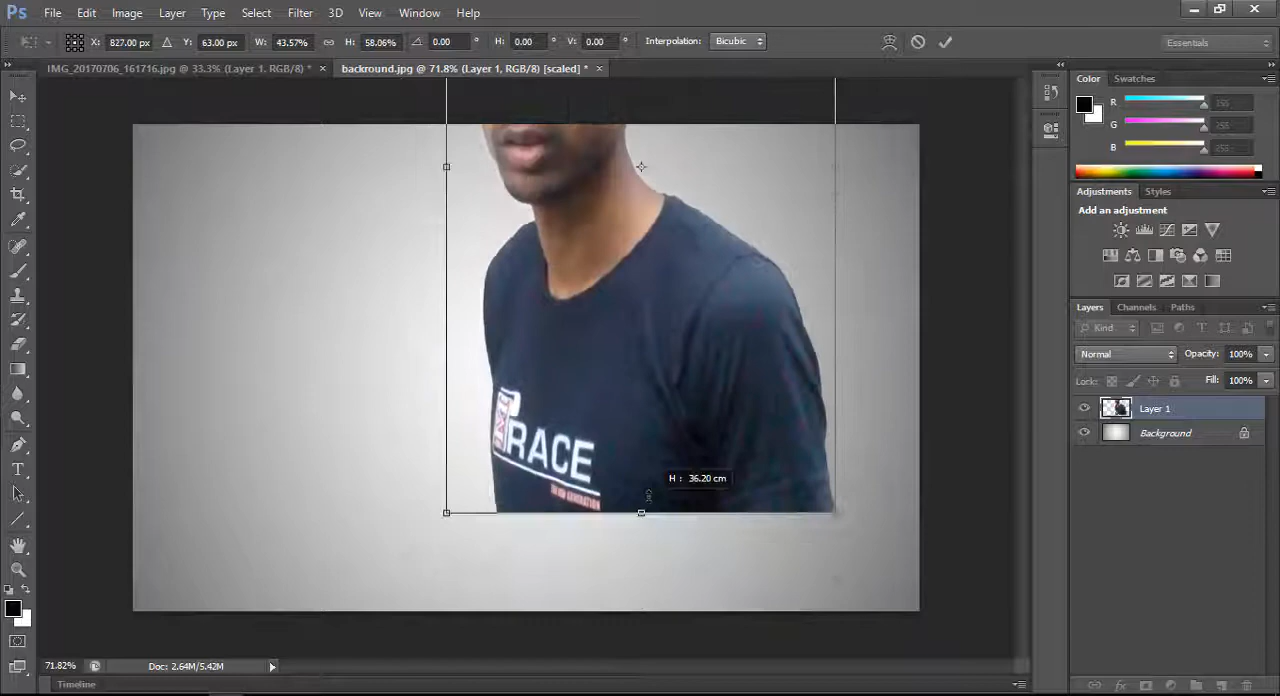 Ps File Edit Image Layer Type Select Filter 3D View Window Help
X: 827.00 px Y: 63.00 px W: 43.57% H: 58.06% 0.00 ° H: 0.00 ° V: 0.00 ° Interpolation: Bicubic Essentials
IMG_20170706_161716.jpg @ 33.3% (Layer 1, RGB/8) * × backround.jpg @ 71.8% (Layer 1, RGB/8) [scaled] * ×
Color Swatches
R 255
G 255
B 255
Adjustments Styles
Add an adjustment
Layers Channels Paths
Kind
Normal Opacity: 100%
Lock: Fill: 100%
Layer 1
Background
RACE
H : 36.20 cm
71.82% Doc: 2.64M/5.42M
Timeline